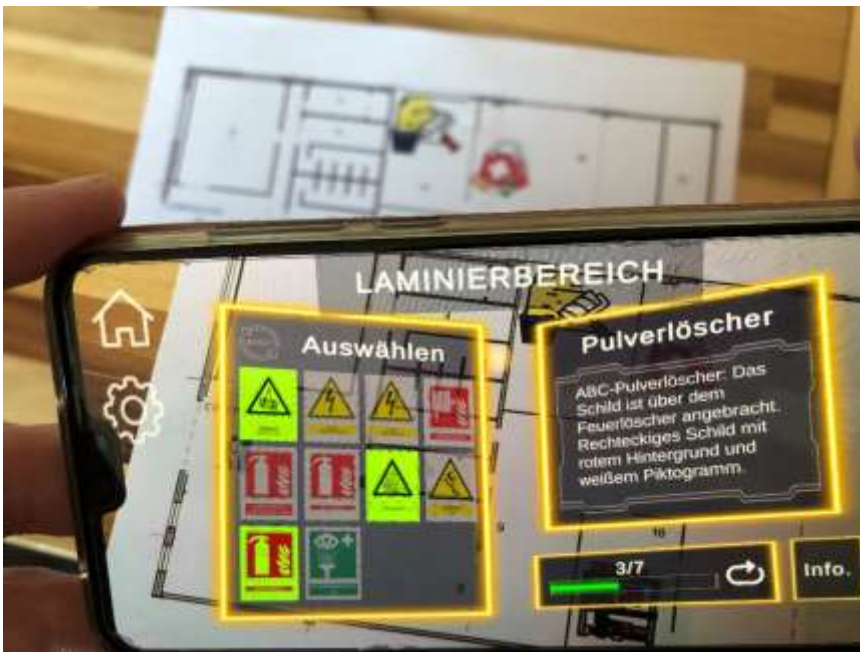 LAMINIERBEREICH
Auswählen
Pulverlöscher
ABC-Pulverlöscher: Das
Schild ist über dem
Feuerlöscher angebracht.
Rechteckiges Schild mit
rotem Hintergrund und
weißem Piktogramm.
3/7
Info.